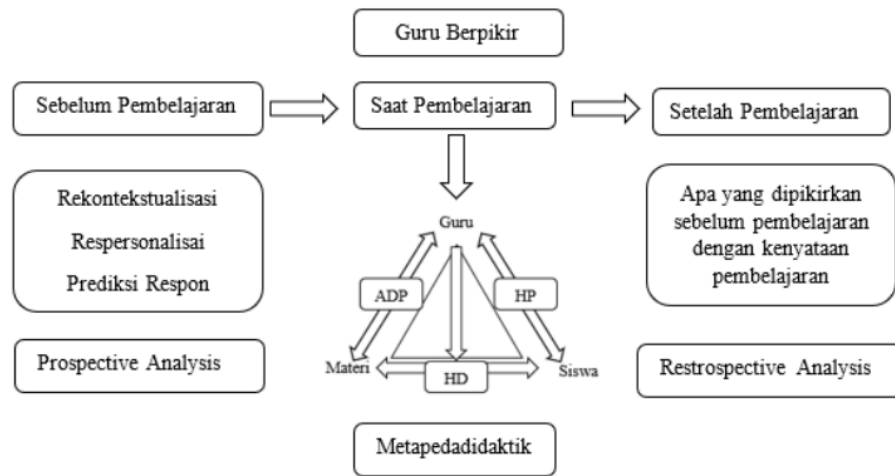 Guru Berpikir
Sebelum Pembelajaran
Saat Pembelajaran
Setelah Pembelajaran
Rekontekstualisasi
Respersonalisai
Prediksi Respon
Guru
ADP
HP
Materi
HD
Siswa
Apa yang dipikirkan
sebelum pembelajaran
dengan kenyataan
pembelajaran
Prospective Analysis
Restrospective Analysis
Metapedadidaktik